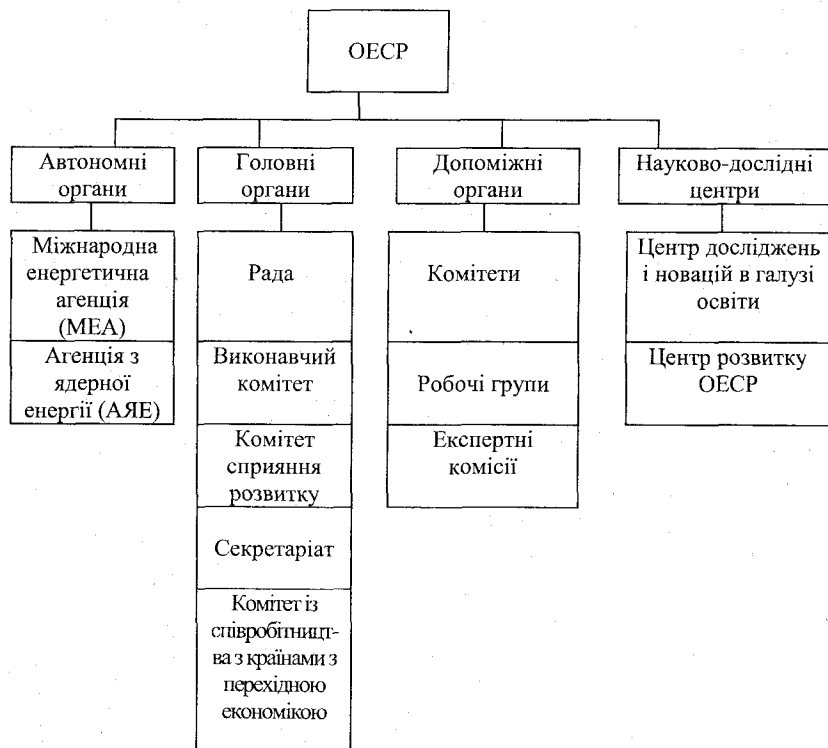 ОЕСР
Автономні
органи
Міжнародна
енергетична
агенція
(МЕА)
Агенція з
ядерної
енергії (АЯЕ)
Головні
органи
Рада
Виконавчий
комітет
Комітет
сприяння
розвитку
Секретаріат
Комітет із
співробітницт-
ва з країнами з
перехідною
економікою
Допоміжні
органи
Комітети
Робочі групи
Експертні
комісії
Науково-дослідні
центри
Центр досліджень
і новацій в галузі
освіти
Центр розвитку
ОЕСР